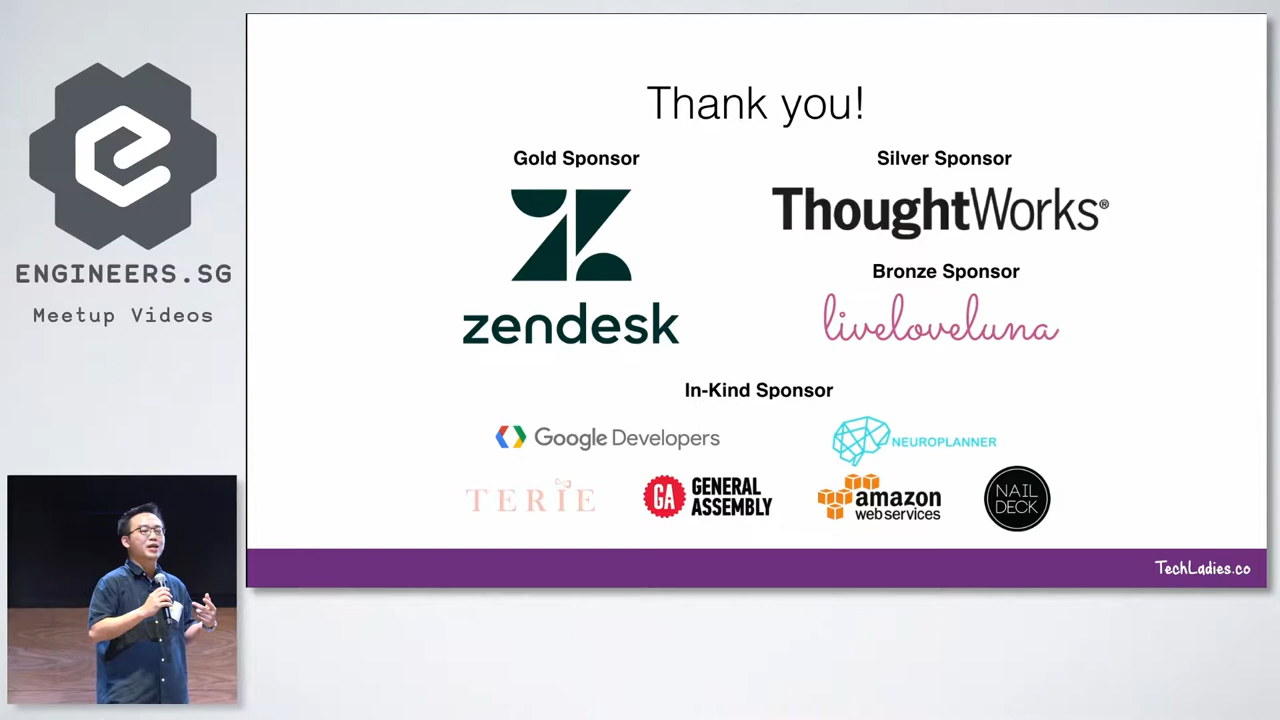 ENGINEERS.SG
Meetup Videos
Thank you!
Gold Sponsor
zendesk
Silver Sponsor
ThoughtWorks®
Bronze Sponsor
liveloveluna
In-Kind Sponsor
Google Developers
NEUROPLANNER
TERIE
GA GENERAL ASSEMBLY
amazon
web services
NAIL
DECK
TechLadies.co